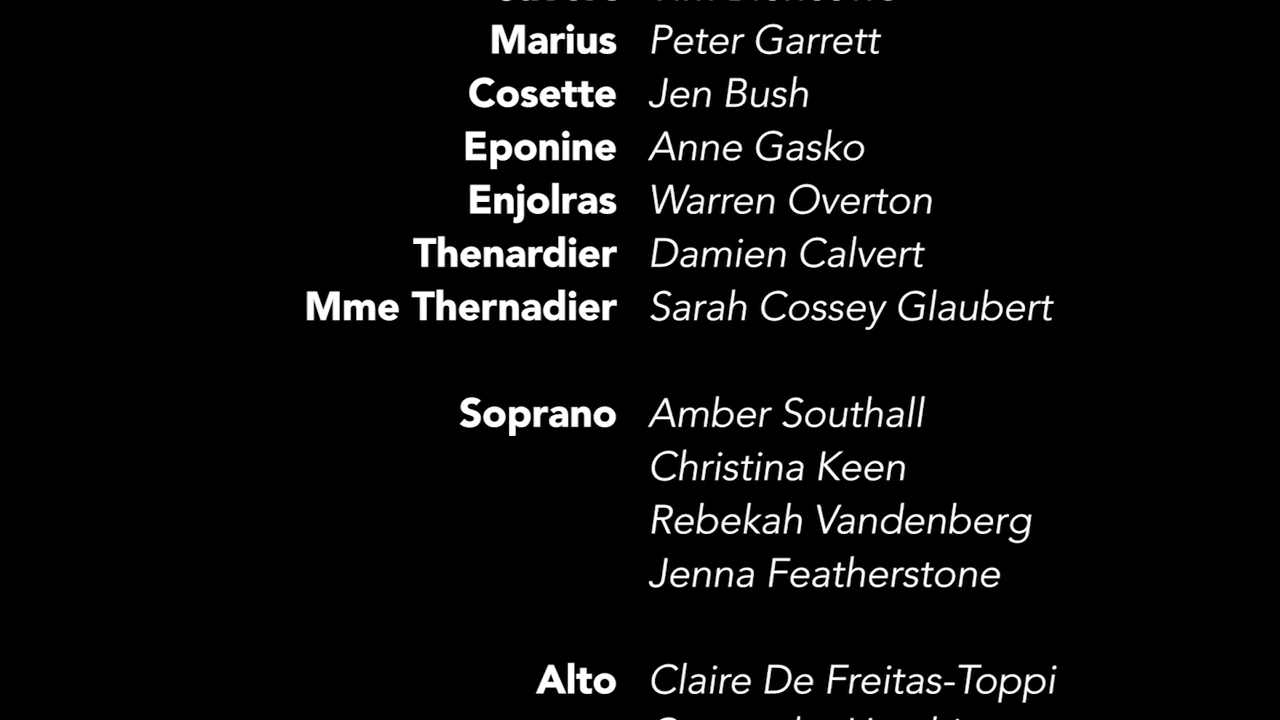 Marius Peter Garrett
Cosette Jen Bush
Eponine Anne Gasko
Enjolras Warren Overton
Thenardier Damien Calvert
Mme Thernadier Sarah Cossey Glaubert
Soprano Amber Southall
Christina Keen
Rebekah Vandenberg
Jenna Featherstone
Alto Claire De Freitas-Toppi